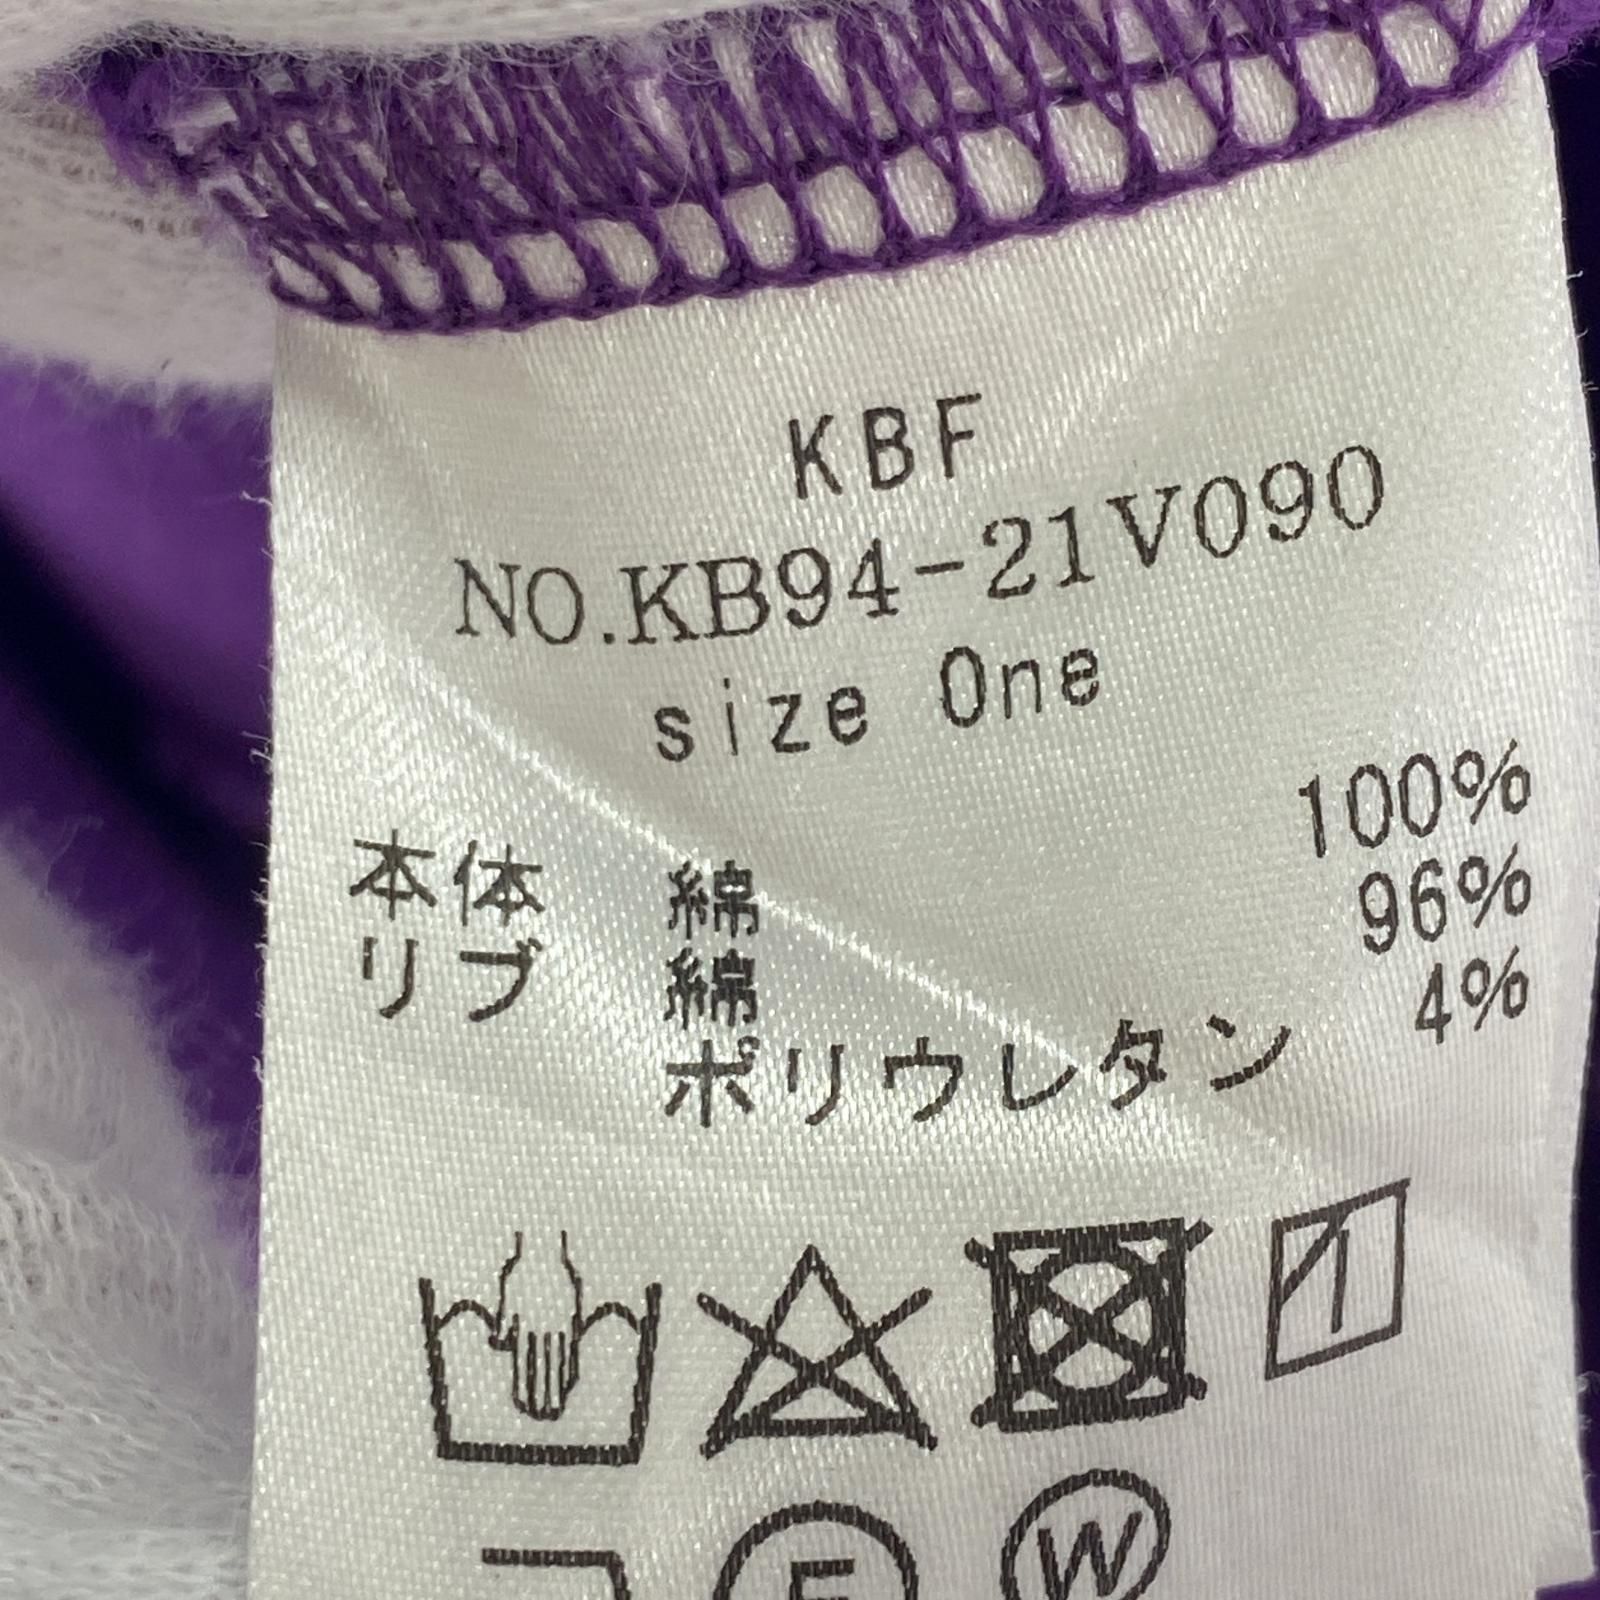 KBF
NO.KB94-21V090
size One
本体 綿 100%
リブ 綿 96%
ポリウレタン 4%
F W